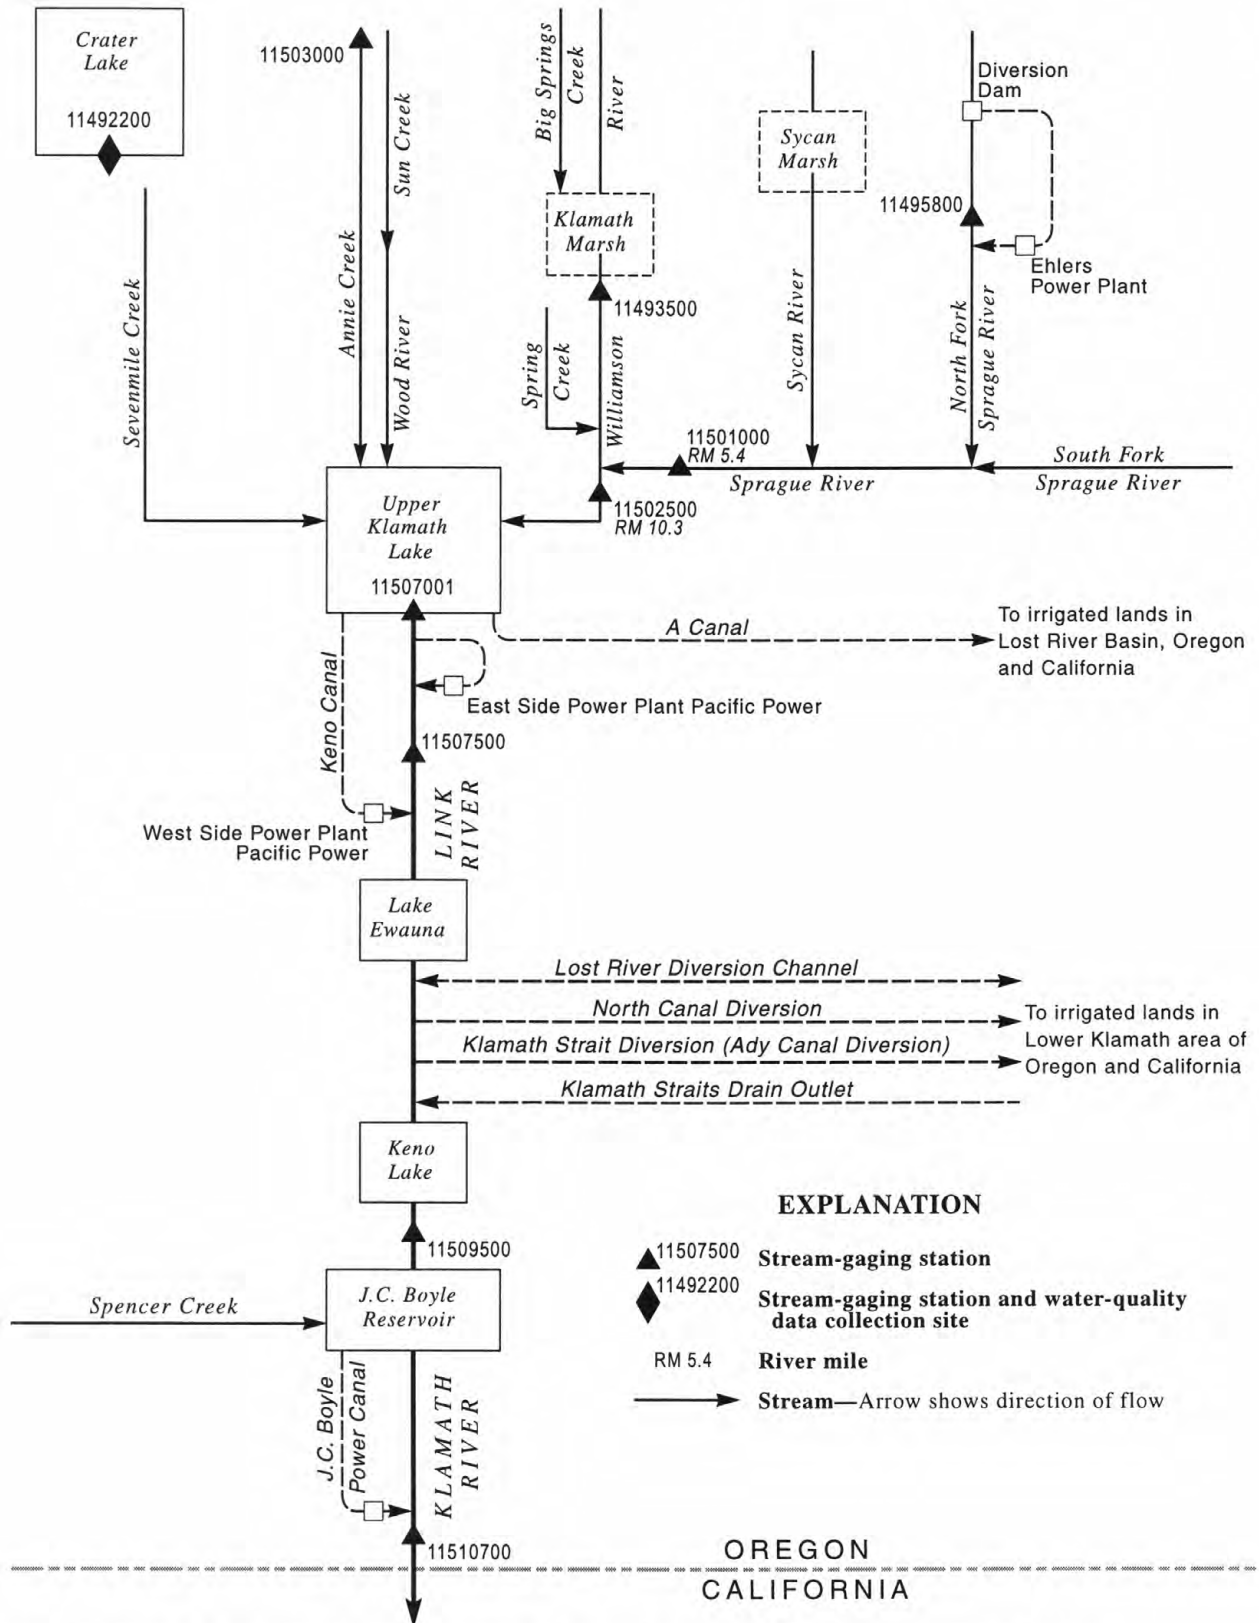 Crater
Lake
11492200
11503000
Sevenmile Creek
Annie Creek
Sun Creek
Wood River
Big Springs
Creek
River
Klamath
Marsh
11493500
Spring
Creek
Williamson
Sycan
Marsh
Sycan River
Diversion
Dam
11495800
Ehlers
Power Plant
North Fork
Sprague River
11501000
RM 5.4
Sprague River
South Fork
Sprague River
11502500
RM 10.3
Upper
Klamath
Lake
11507001
A Canal
To irrigated lands in
Lost River Basin, Oregon
and California
Keno Canal
East Side Power Plant Pacific Power
11507500
LINK
RIVER
West Side Power Plant
Pacific Power
Lake
Ewauna
Lost River Diversion Channel
North Canal Diversion
Klamath Strait Diversion (Ady Canal Diversion)
Klamath Straits Drain Outlet
To irrigated lands in
Lower Klamath area of
Oregon and California
Keno
Lake
11509500
Spencer Creek
J.C. Boyle
Reservoir
J.C. Boyle
Power Canal
KLAMATH
RIVER
11510700
EXPLANATION
11507500 Stream-gaging station
11492200 Stream-gaging station and water-quality
data collection site
RM 5.4 River mile
Stream—Arrow shows direction of flow
OREGON
CALIFORNIA